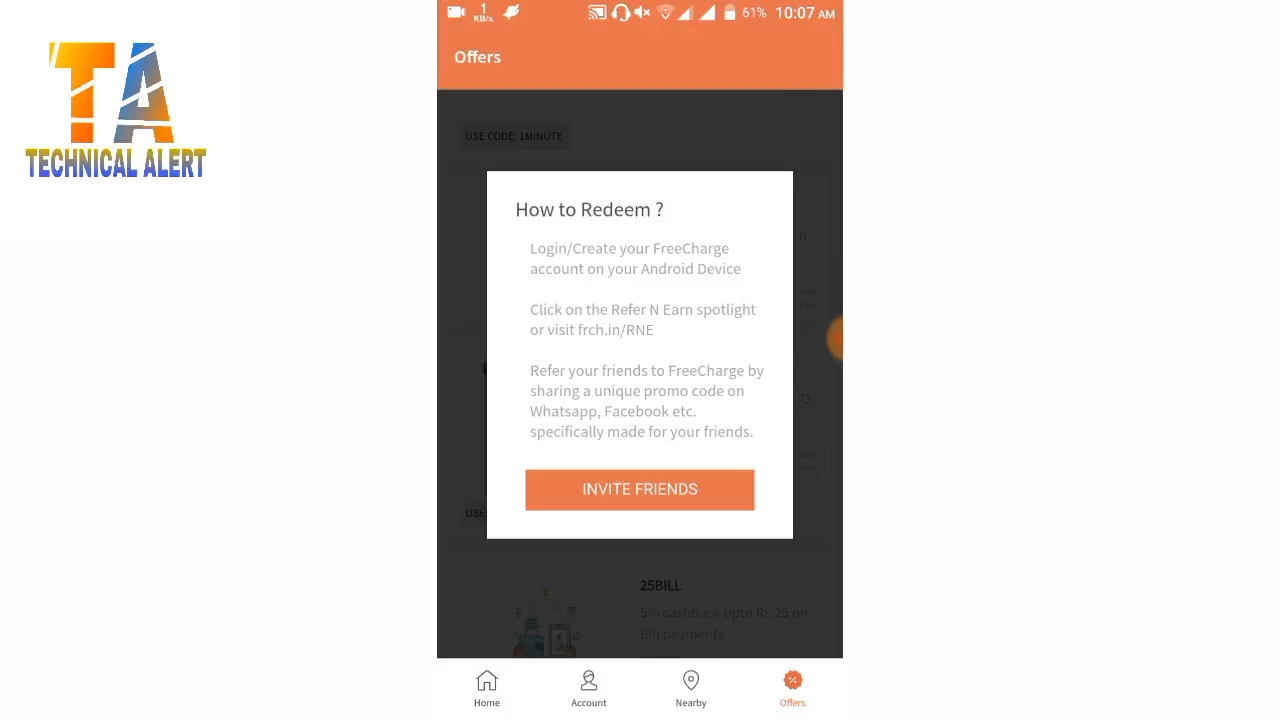 TA
TECHNICAL ALERT
1
KB/s
61%
10:07 AM
Offers
USE CODE: 1MINUTE
How to Redeem ?
Login/Create your FreeCharge
account on your Android Device
Click on the Refer N Earn spotlight
or visit frch.in/RNE
Refer your friends to FreeCharge by
sharing a unique promo code on
Whatsapp, Facebook etc.
specifically made for your friends.
INVITE FRIENDS
USE
25BILL
5% cashback upto Rs 25 on
Bill payments
Home
Account
Nearby
Offers